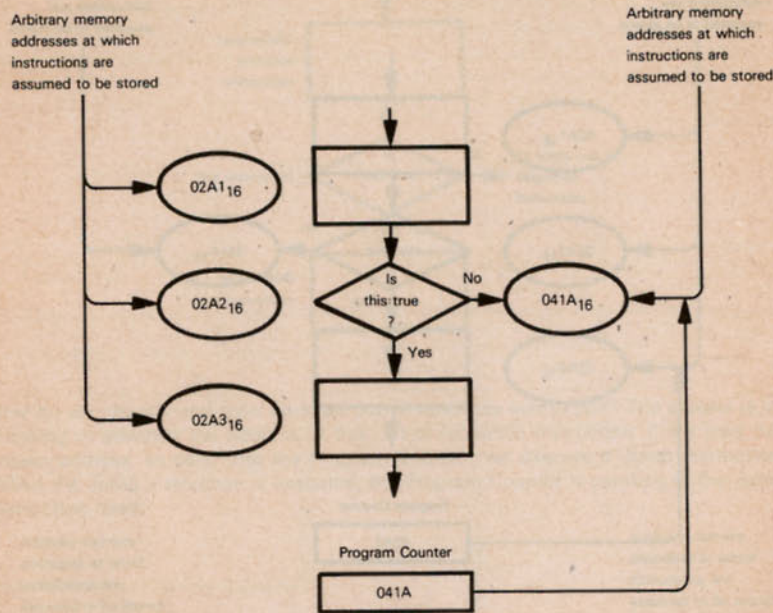 Arbitrary memory
addresses at which
instructions are
assumed to be stored
Arbitrary memory
addresses at which
instructions are
assumed to be stored
02A1₁₆
Is
this true
?
No
Yes
02A2₁₆
041A₁₆
02A3₁₆
Program Counter
041A